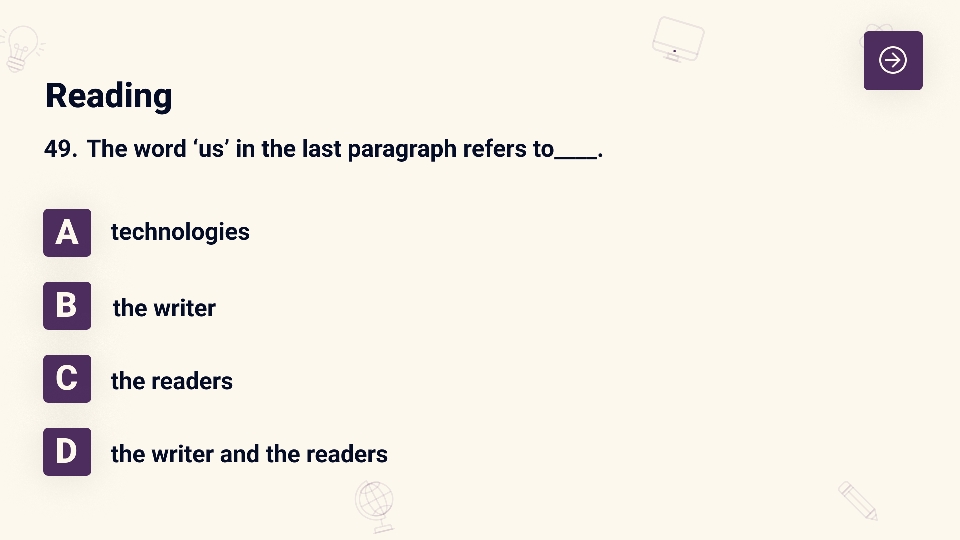 Reading
49. The word ‘us’ in the last paragraph refers to____.
A technologies
B the writer
C the readers
D the writer and the readers